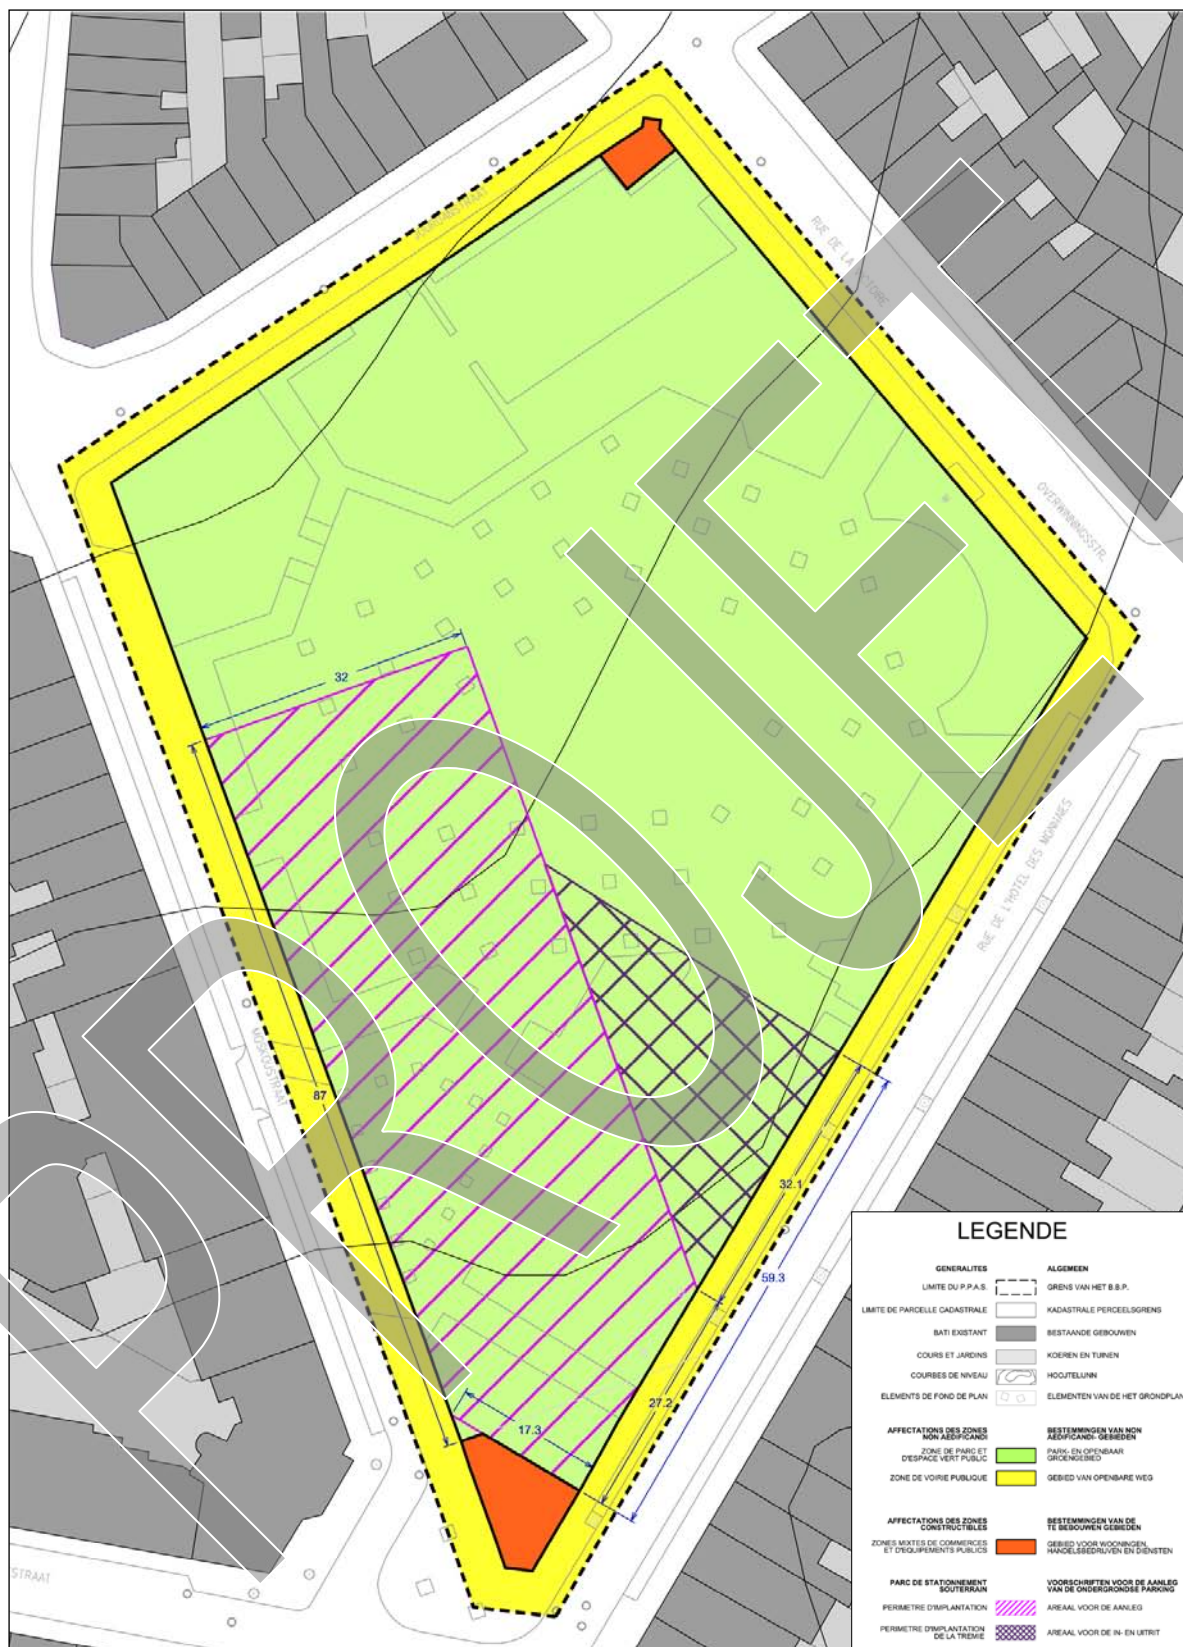 RUE DE LA VICTOIRE
OVERWINNINGSSTR.
32
RUE DE L'HOTEL DES MONNAIES
MOSKOUSTRAAT
87
32.1
59.3
27.2
17.3
STRAAT
PROJET
LEGENDE
GENERALITES ALGEMEEN
LIMITE DU P.P.A.S. GRENS VAN HET B.B.P.
LIMITE DE PARCELLE CADASTRALE KADASTRALE PERCEELSGRENS
BATI EXISTANT BESTAANDE GEBOUWEN
COURS ET JARDINS KOEREN EN TUINEN
COURBES DE NIVEAU HOOJTELIJNN
ELEMENTS DE FOND DE PLAN ELEMENTEN VAN DE HET GRONDPLAN
AFFECTATIONS DES ZONES BESTEMMINGEN VAN NON
NON AEDIFICANDI AEDIFICANDI- GEBIEDEN
ZONE DE PARC ET PARK- EN OPENBAAR
D'ESPACE VERT PUBLIC GROENGEBIED
ZONE DE VOIRIE PUBLIQUE GEBIED VAN OPENBARE WEG
AFFECTATIONS DES ZONES BESTEMMINGEN VAN DE
CONSTRUCTIBLES TE BEBOUWEN GEBIEDEN
ZONES MIXTES DE COMMERCES GEBIED VOOR WOONINGEN,
ET D'EQUIPEMENTS PUBLICS HANDELSBEDRIJVEN EN DIENSTEN
PARC DE STATIONNEMENT VOORSCHRIFTEN VOOR DE AANLEG
SOUTERRAIN VAN DE ONDERGRONDSE PARKING
PERIMETRE D'IMPLANTATION AREAAL VOOR DE AANLEG
PERIMETRE D'IMPLANTATION AREAAL VOOR DE IN- EN UITRIT
DE LA TREMIE